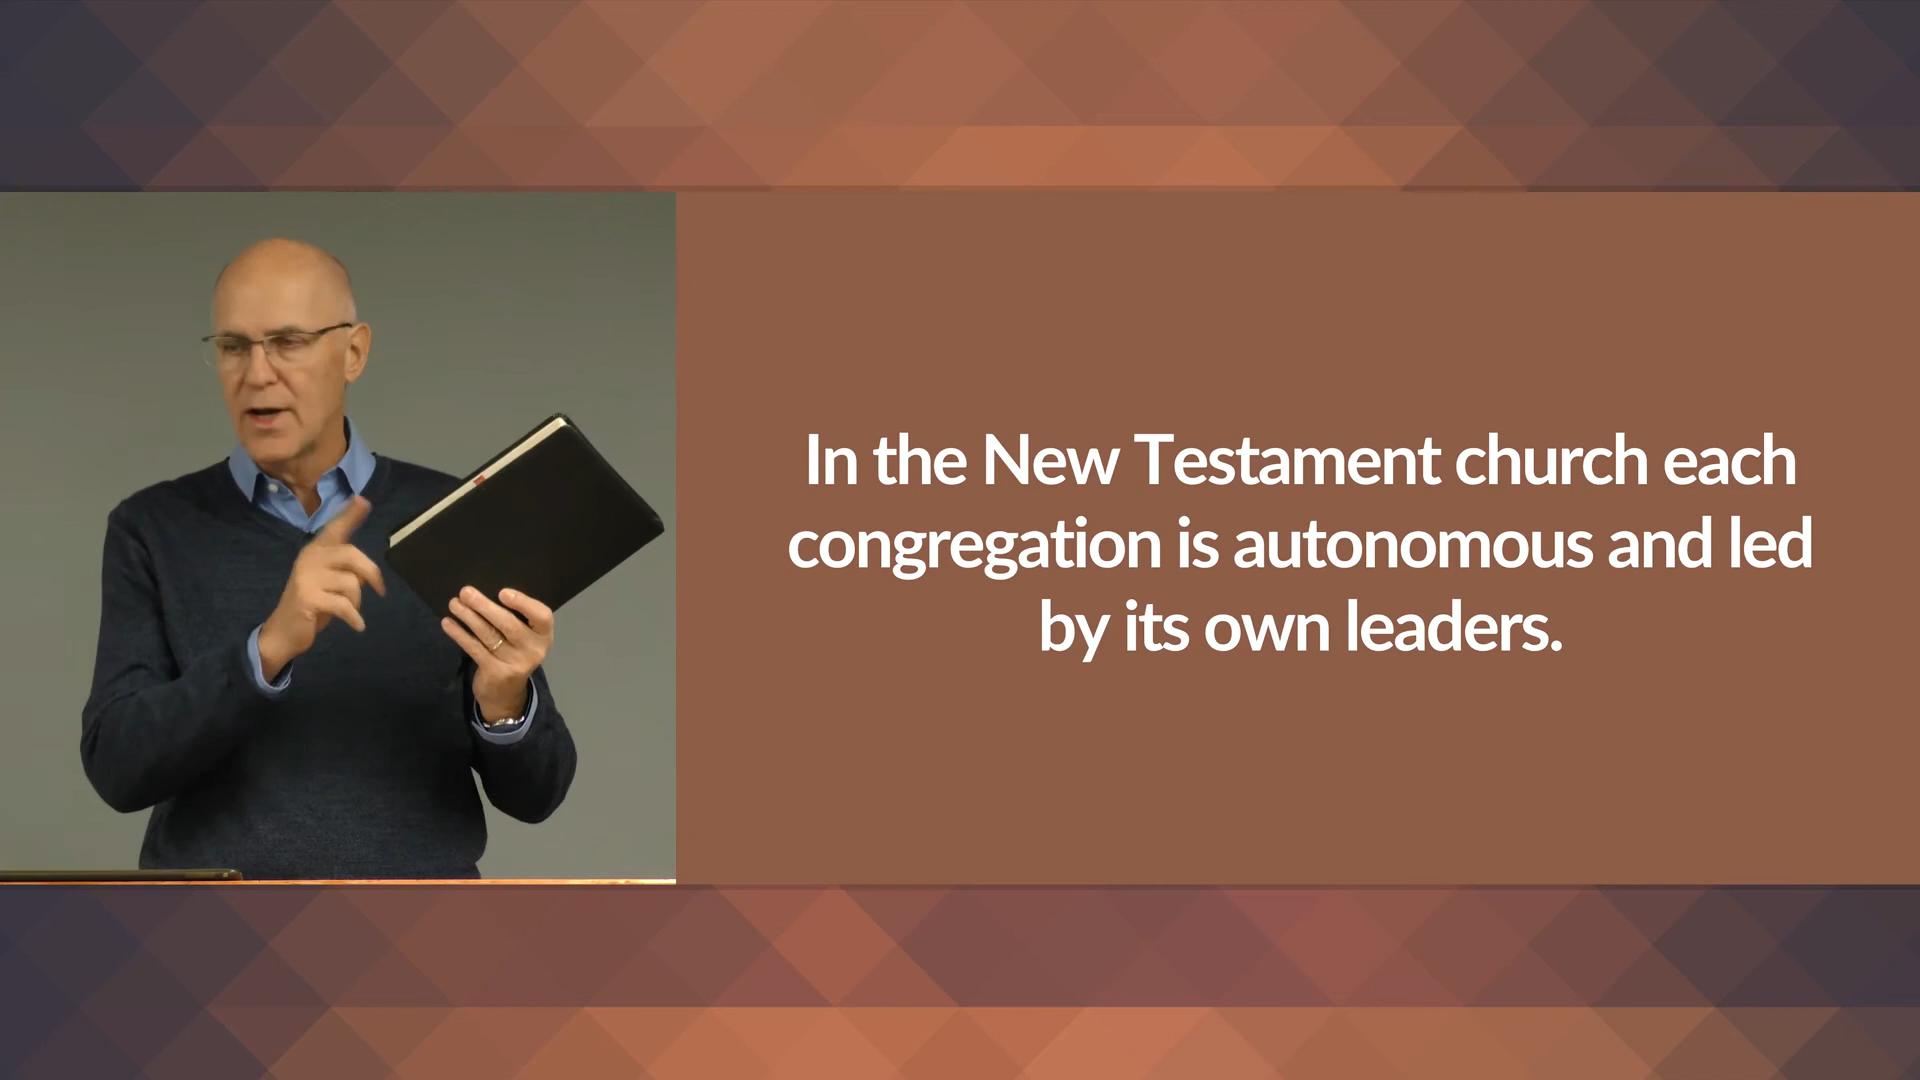 In the New Testament church each
congregation is autonomous and led
by its own leaders.